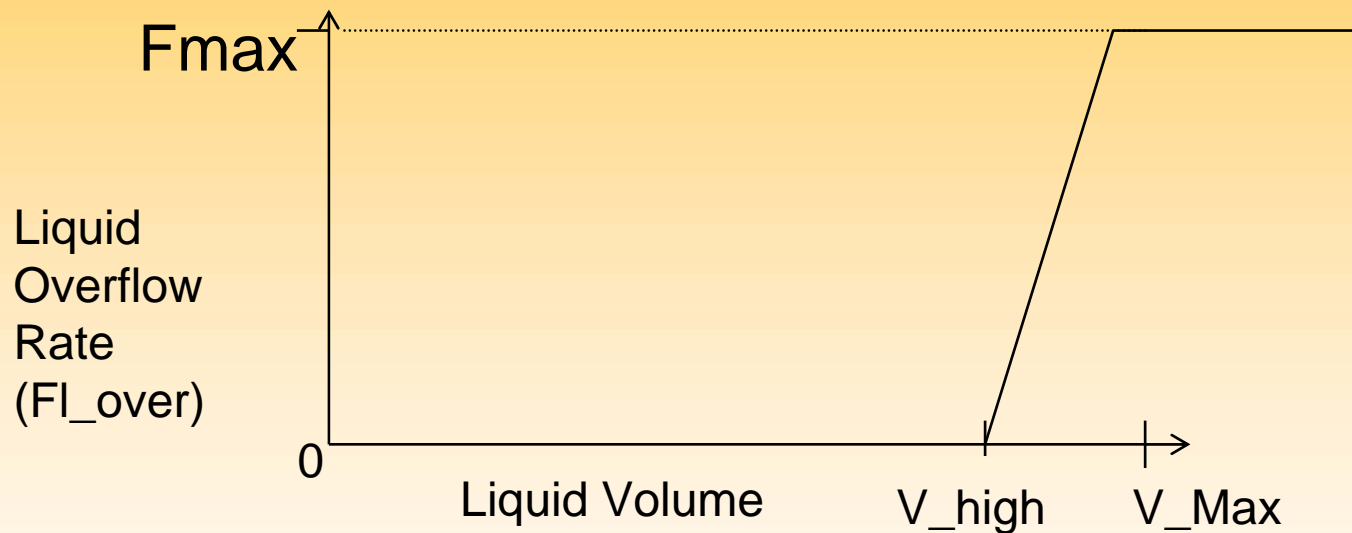 Fmax
Liquid
Overflow
Rate
(Fl_over)
0
Liquid Volume
V_high
V_Max